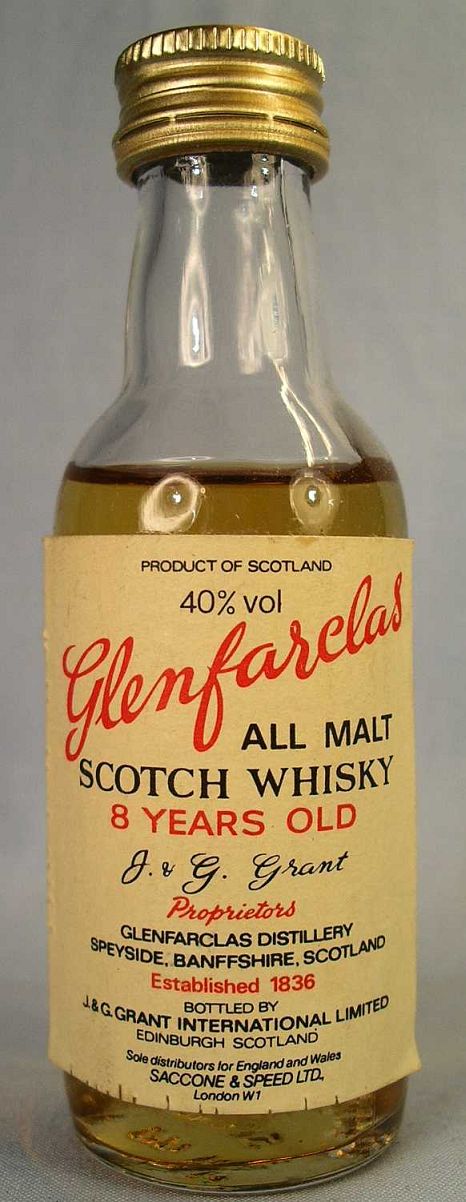 PRODUCT OF SCOTLAND
40% vol
Glenfarclas
ALL MALT
SCOTCH WHISKY
8 YEARS OLD
J. & G. Grant
Proprietors
GLENFARCLAS DISTILLERY
SPEYSIDE, BANFFSHIRE, SCOTLAND
Established 1836
BOTTLED BY
J. & G. GRANT INTERNATIONAL LIMITED
EDINBURGH SCOTLAND
Sole distributors for England and Wales
SACCONE & SPEED LTD.,
London W1